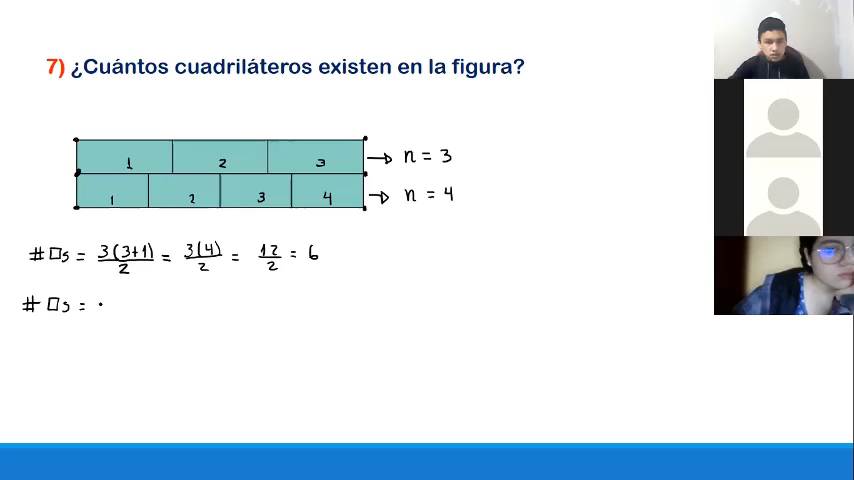 7) ¿Cuántos cuadriláteros existen en la figura?
1 2 3 → n = 3
1 2 3 4 → n = 4
# □s = 3(3+1)/2 = 3(4)/2 = 12/2 = 6
# □s =